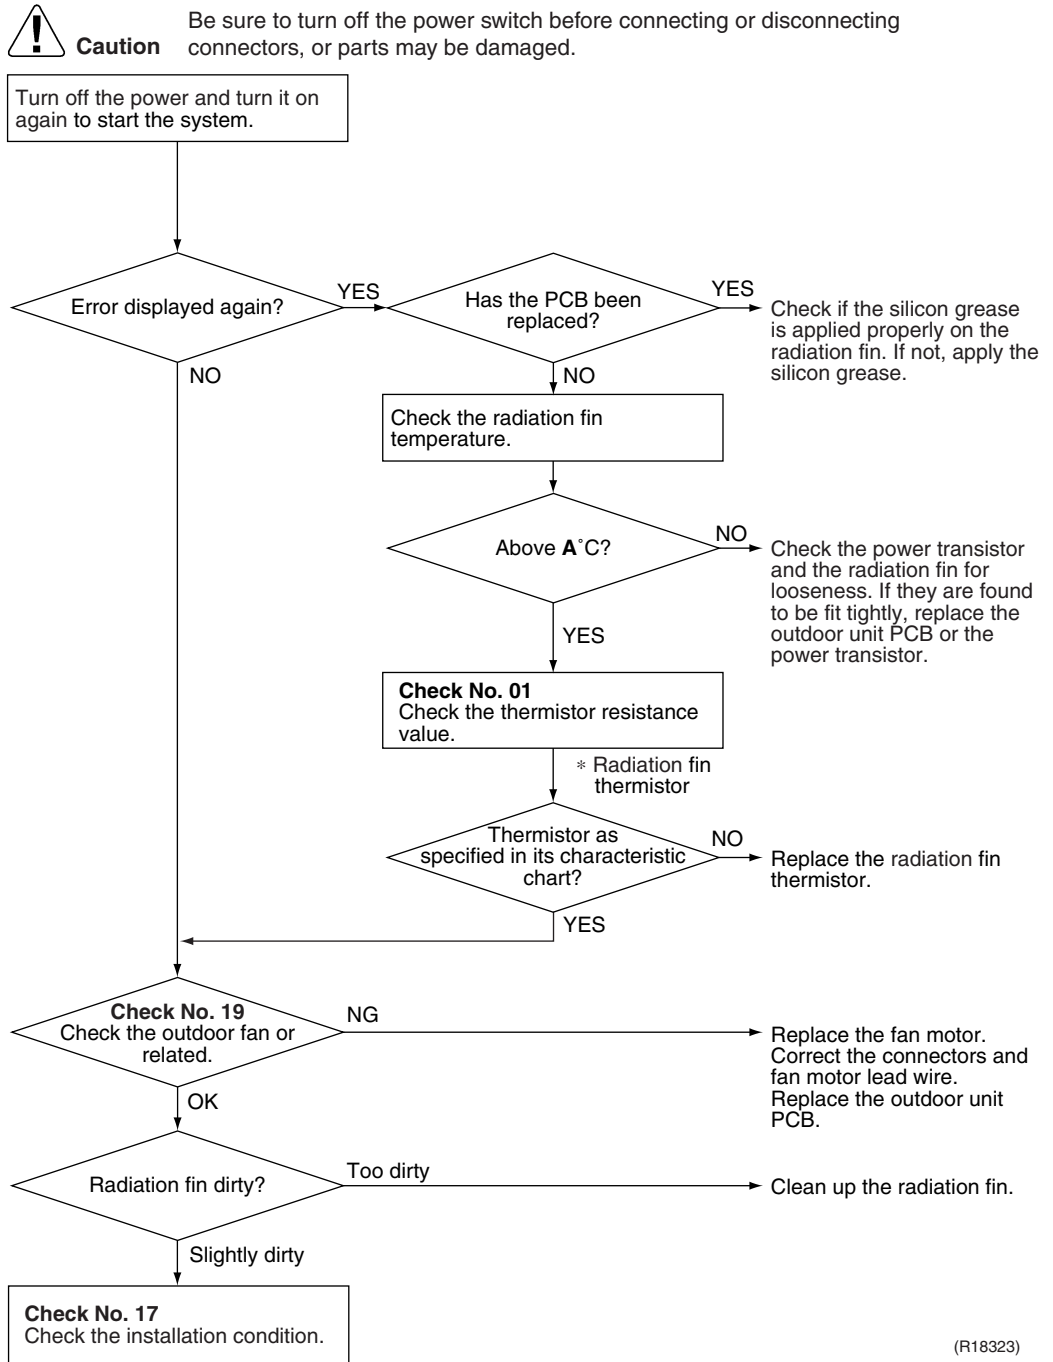 Be sure to turn off the power switch before connecting or disconnecting
Caution connectors, or parts may be damaged.
Turn off the power and turn it on
again to start the system.
Error displayed again?
YES
Has the PCB been
replaced?
YES
Check if the silicon grease
is applied properly on the
radiation fin. If not, apply the
silicon grease.
NO
NO
Check the radiation fin
temperature.
Above A°C?
NO
Check the power transistor
and the radiation fin for
looseness. If they are found
to be fit tightly, replace the
outdoor unit PCB or the
power transistor.
YES
Check No. 01
Check the thermistor resistance
value.
* Radiation fin
thermistor
Thermistor as
specified in its characteristic
chart?
NO
Replace the radiation fin
thermistor.
YES
Check No. 19
Check the outdoor fan or
related.
NG
Replace the fan motor.
Correct the connectors and
fan motor lead wire.
Replace the outdoor unit
PCB.
OK
Radiation fin dirty?
Too dirty
Clean up the radiation fin.
Slightly dirty
Check No. 17
Check the installation condition.
(R18323)